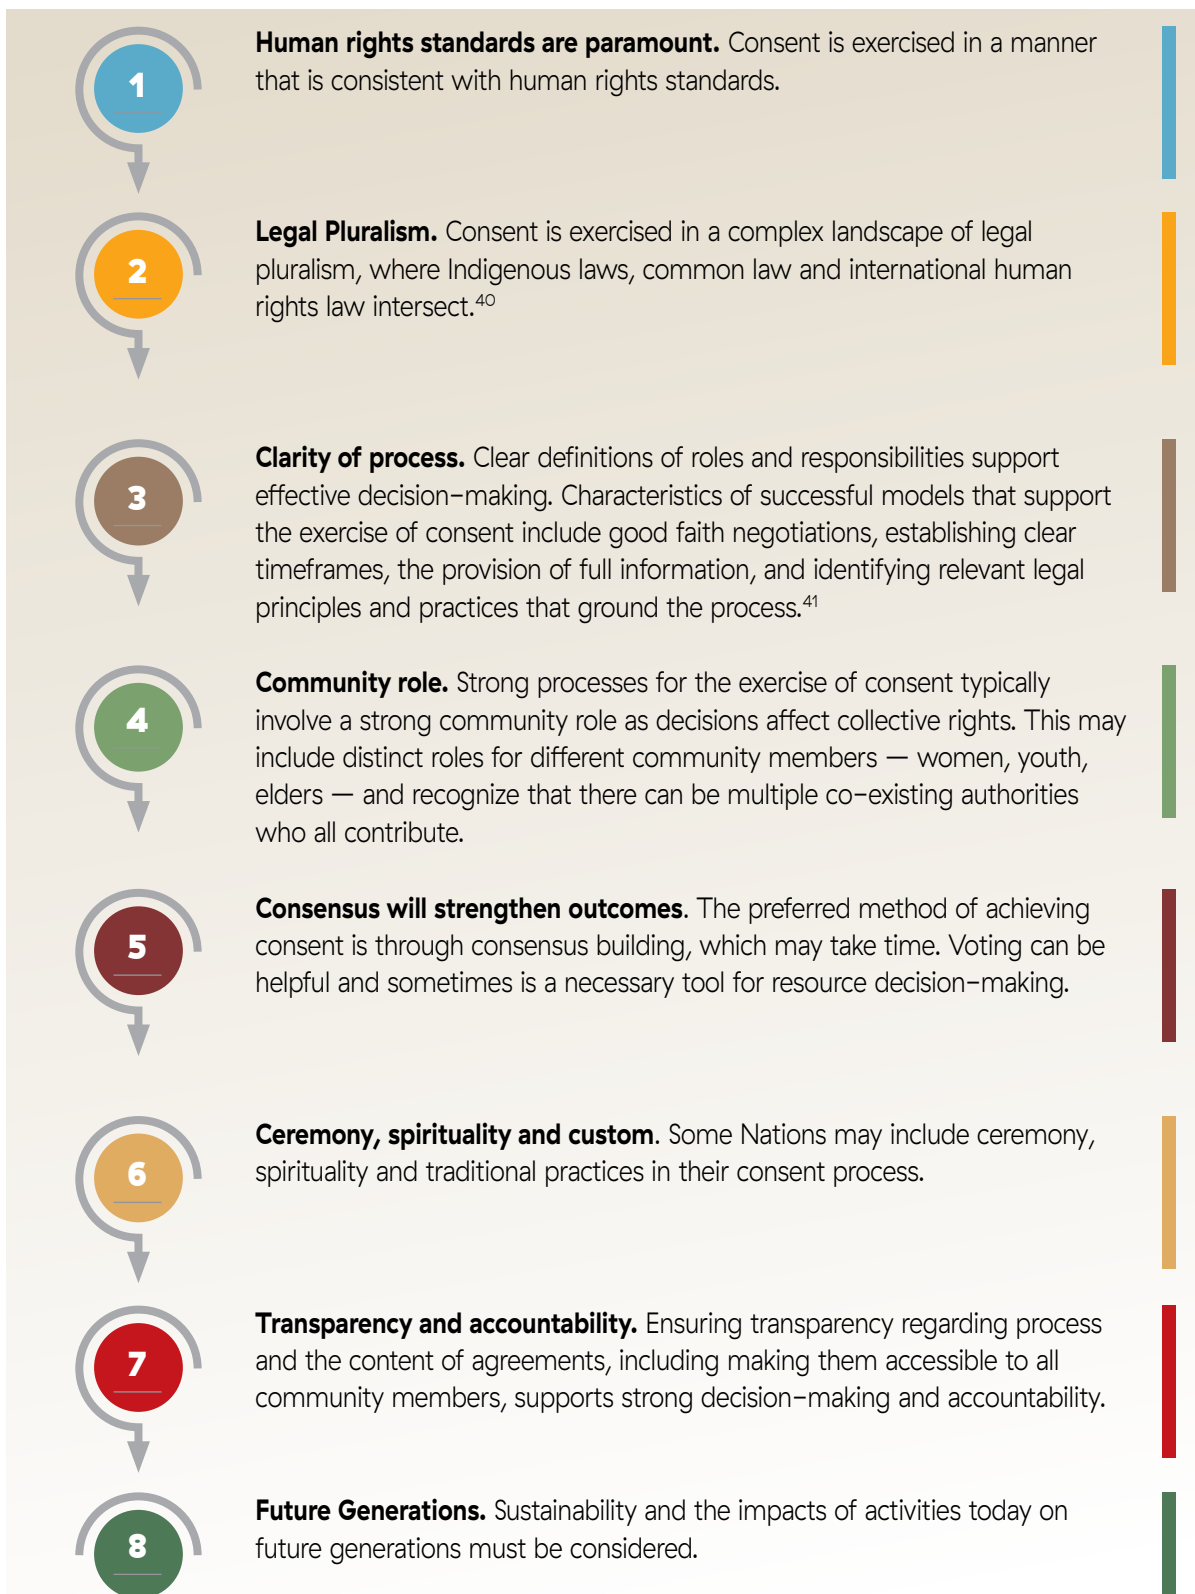 1
Human rights standards are paramount. Consent is exercised in a manner
that is consistent with human rights standards.
2
Legal Pluralism. Consent is exercised in a complex landscape of legal
pluralism, where Indigenous laws, common law and international human
rights law intersect.40
3
Clarity of process. Clear definitions of roles and responsibilities support
effective decision-making. Characteristics of successful models that support
the exercise of consent include good faith negotiations, establishing clear
timeframes, the provision of full information, and identifying relevant legal
principles and practices that ground the process.41
4
Community role. Strong processes for the exercise of consent typically
involve a strong community role as decisions affect collective rights. This may
include distinct roles for different community members — women, youth,
elders — and recognize that there can be multiple co-existing authorities
who all contribute.
5
Consensus will strengthen outcomes. The preferred method of achieving
consent is through consensus building, which may take time. Voting can be
helpful and sometimes is a necessary tool for resource decision-making.
6
Ceremony, spirituality and custom. Some Nations may include ceremony,
spirituality and traditional practices in their consent process.
7
Transparency and accountability. Ensuring transparency regarding process
and the content of agreements, including making them accessible to all
community members, supports strong decision-making and accountability.
8
Future Generations. Sustainability and the impacts of activities today on
future generations must be considered.